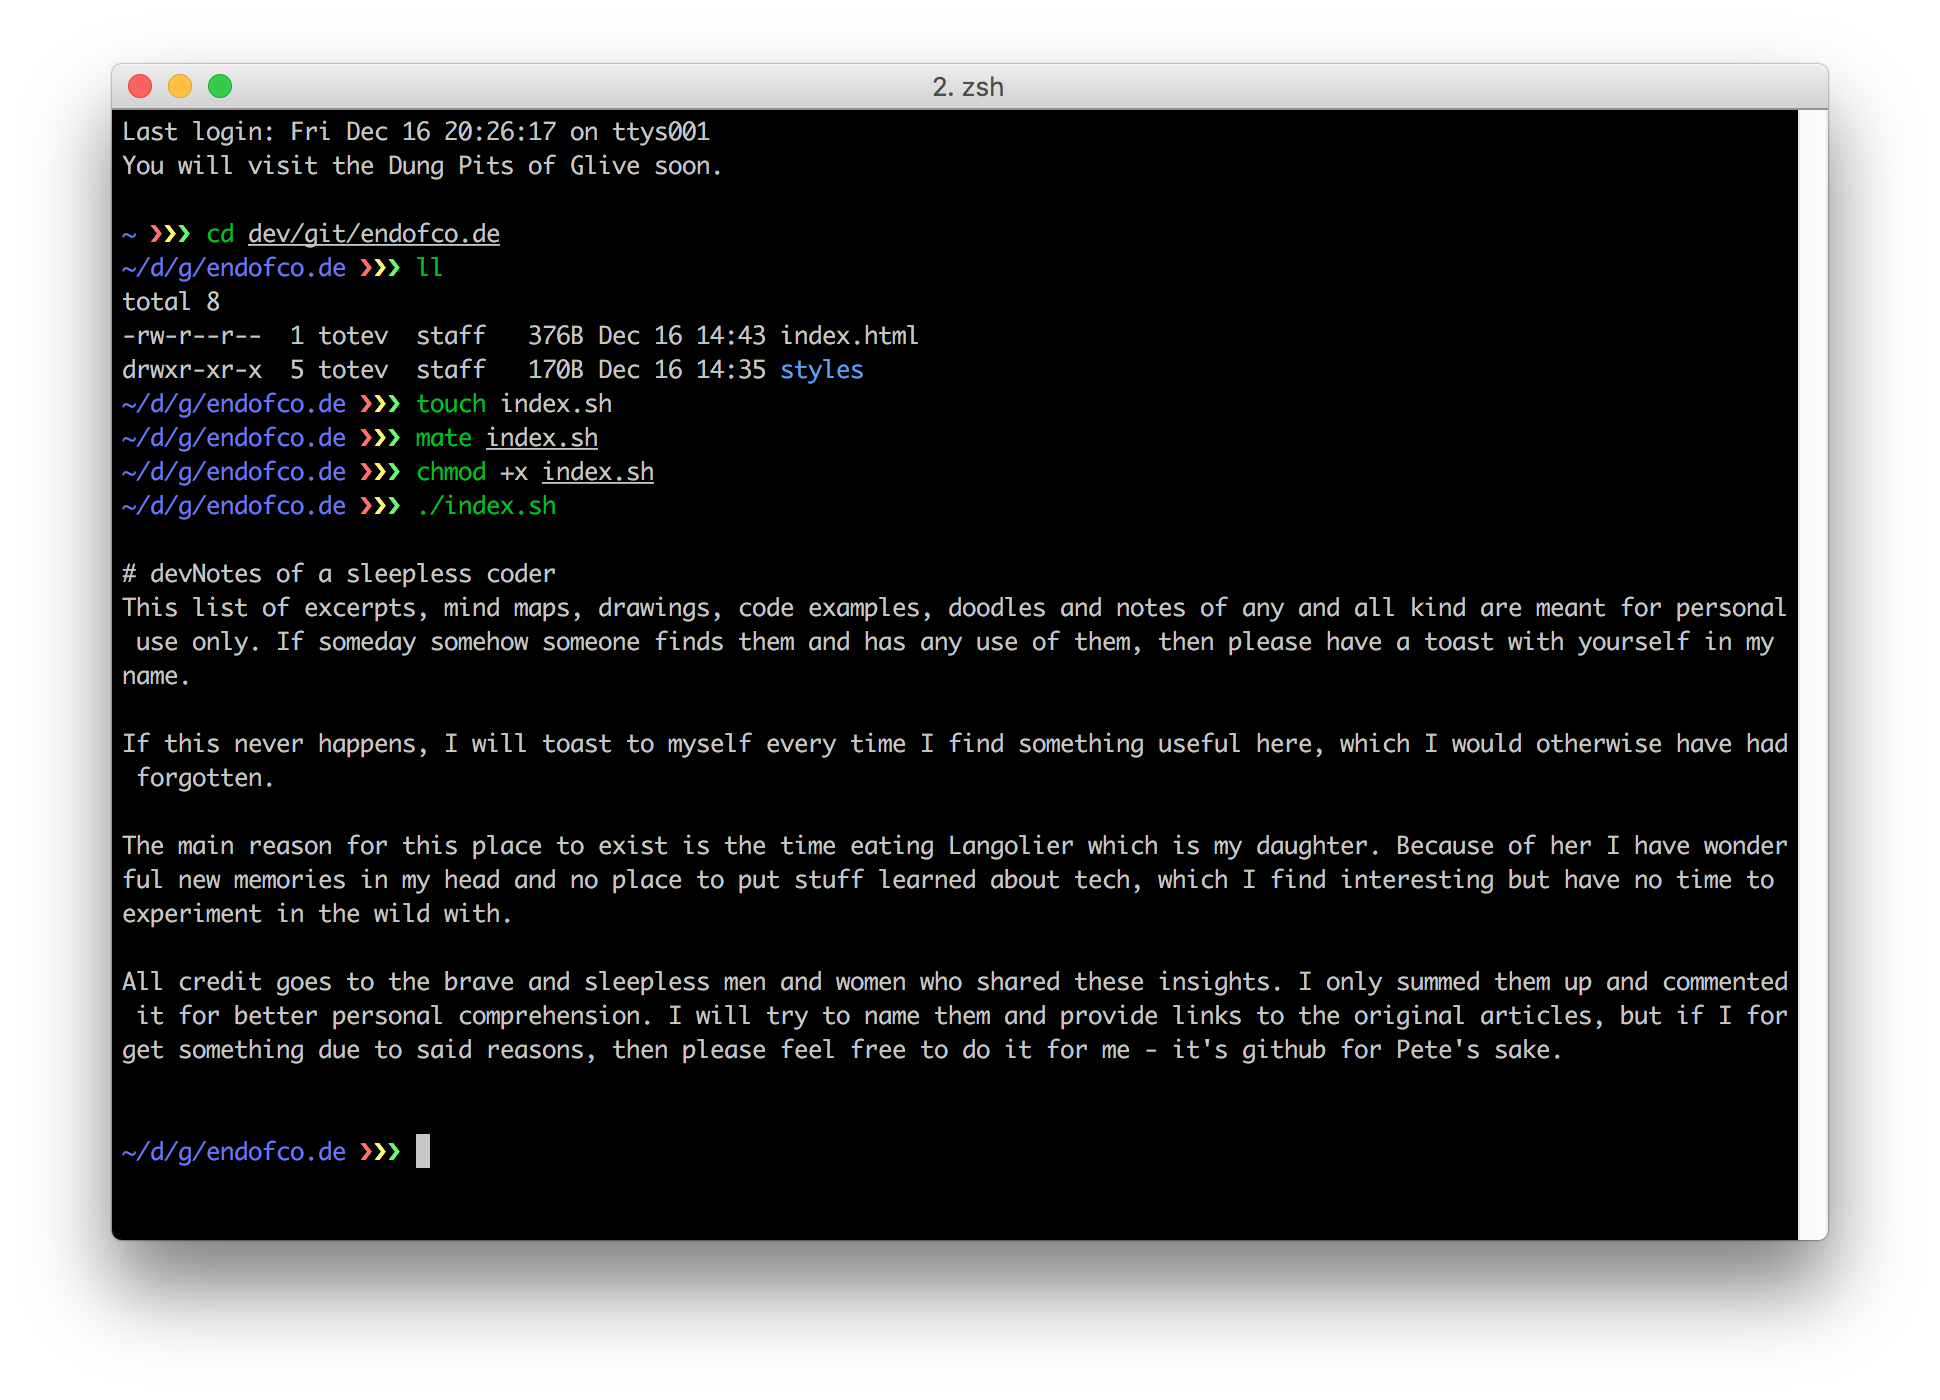 2. zsh
Last login: Fri Dec 16 20:26:17 on ttys001
You will visit the Dung Pits of Glive soon.
~ ❯❯❯ cd dev/git/endofco.de
~/d/g/endofco.de ❯❯❯ ll
total 8
-rw-r--r--  1 totev  staff   376B Dec 16 14:43 index.html
drwxr-xr-x  5 totev  staff   170B Dec 16 14:35 styles
~/d/g/endofco.de ❯❯❯ touch index.sh
~/d/g/endofco.de ❯❯❯ mate index.sh
~/d/g/endofco.de ❯❯❯ chmod +x index.sh
~/d/g/endofco.de ❯❯❯ ./index.sh
# devNotes of a sleepless coder
This list of excerpts, mind maps, drawings, code examples, doodles and notes of any and all kind are meant for personal
 use only. If someday somehow someone finds them and has any use of them, then please have a toast with yourself in my
name.
If this never happens, I will toast to myself every time I find something useful here, which I would otherwise have had
 forgotten.
The main reason for this place to exist is the time eating Langolier which is my daughter. Because of her I have wonder
ful new memories in my head and no place to put stuff learned about tech, which I find interesting but have no time to
experiment in the wild with.
All credit goes to the brave and sleepless men and women who shared these insights. I only summed them up and commented
 it for better personal comprehension. I will try to name them and provide links to the original articles, but if I for
get something due to said reasons, then please feel free to do it for me - it's github for Pete's sake.
~/d/g/endofco.de ❯❯❯